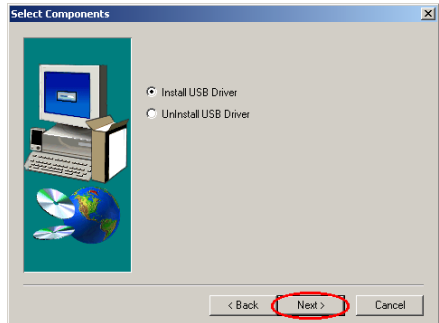 Select Components
Install USB Driver
UnInstall USB Driver
< Back Next > Cancel